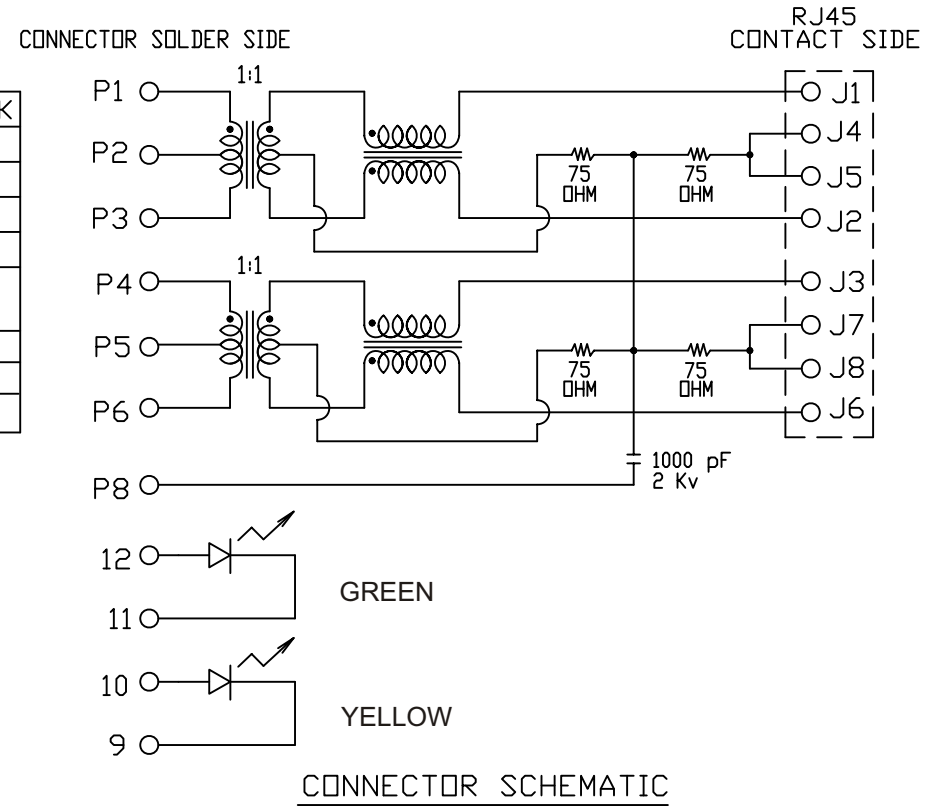 RJ45
CONNECTOR SOLDER SIDE
CONTACT SIDE
K
1:1
P1
J1
J4
P2
75
OHM
75
OHM
J5
P3
J2
1:1
P4
J3
J7
P5
75
OHM
75
OHM
J8
P6
J6
1000 pF
2 Kv
P8
12
GREEN
11
10
YELLOW
9
CONNECTOR SCHEMATIC